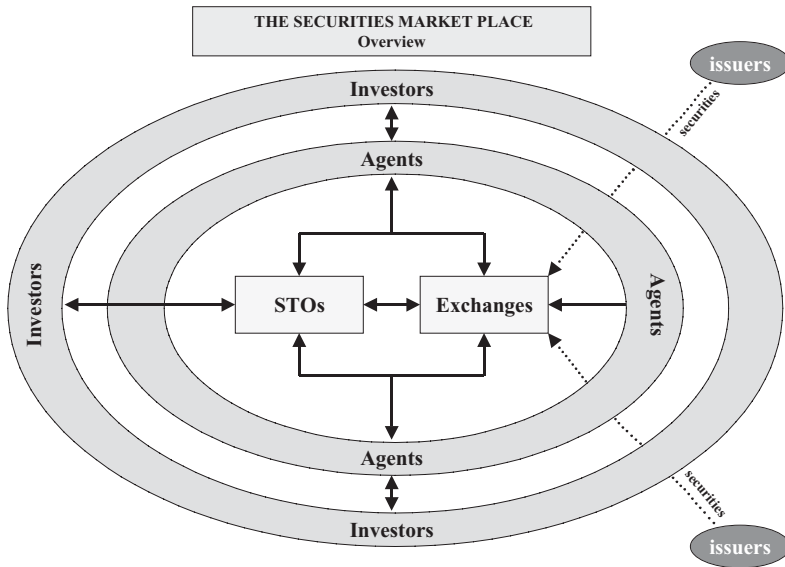 THE SECURITIES MARKET PLACE
Overview
issuers
securities
Investors
Agents
Investors
STOs
Exchanges
Agents
Agents
Investors
securities
issuers